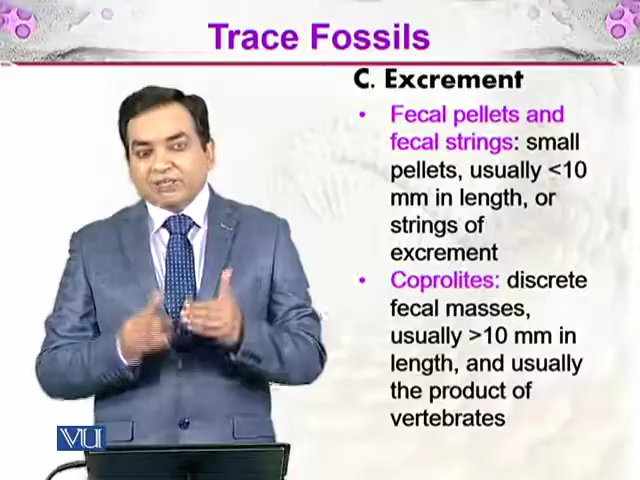 Trace Fossils
C. Excrement
• Fecal pellets and
fecal strings: small
pellets, usually <10
mm in length, or
strings of
excrement
• Coprolites: discrete
fecal masses,
usually >10 mm in
length, and usually
the product of
vertebrates
VU